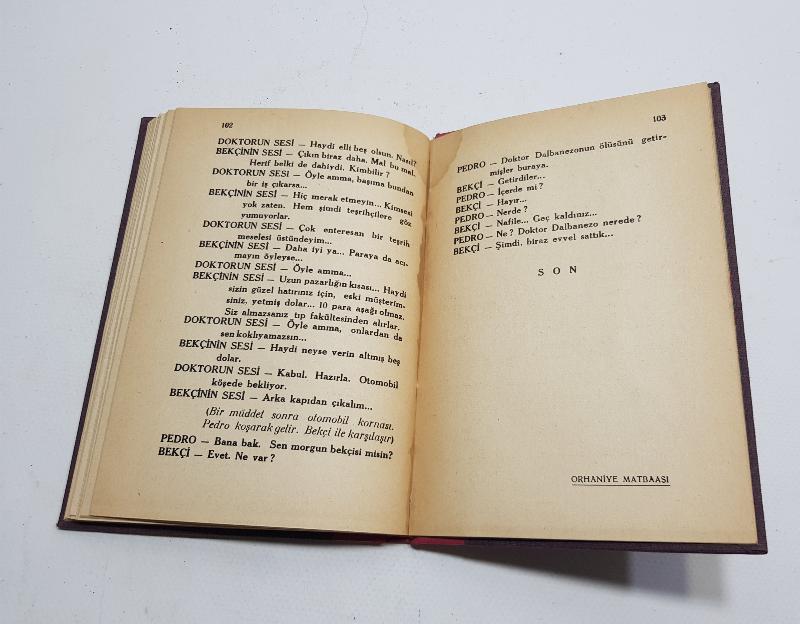 102
DOKTORUN SESİ — Haydi elli beş olsun. Nasıl?
BEKÇİNİN SESİ — Çıkın biraz daha. Mal bu mal.
Herif belki de dahiydi. Kimbilir ?
DOKTORUN SESİ — Öyle amma, başıma bundan
bir iş çıkarsa...
BEKÇİNİN SESİ — Hiç merak etmeyin... Kimsesi
yok zaten. Hem şimdi teşrihçilere göz
yumuyorlar.
DOKTORUN SESİ — Çok enteresan bir teşrih
meselesi üstündeyim...
BEKÇİNİN SESİ — Daha iyi ya... Paraya da acı-
mayın öyleyse...
DOKTORUN SESİ — Öyle amma...
BEKÇİNİN SESİ — Uzun pazarlığın kısası... Haydi
sizin güzel hatırınız için, eski müşterim-
siniz, yetmiş dolar... 10 para aşağı olmaz.
Siz almazsanız tıp fakültesinden alırlar.
DOKTORUN SESİ — Öyle amma, onlardan da
sen koklıyamazsın...
BEKÇİNİN SESİ — Haydi neyse verin altmış beş
dolar.
DOKTORUN SESİ — Kabul. Hazırla. Otomobil
köşede bekliyor.
BEKÇİNİN SESİ — Arka kapıdan çıkalım...
(Bir müddet sonra otomobil kornası.
Pedro koşarak gelir. Bekçi ile karşılaşır)
PEDRO — Bana bak. Sen morgun bekçisi misin?
BEKÇİ — Evet. Ne var ?
103
PEDRO — Doktor Dalbanezonun ölüsünü getir-
mişler buraya.
BEKÇİ — Getirdiler...
PEDRO — İçerde mi ?
BEKÇİ — Hayır...
PEDRO — Nerde ?
BEKÇİ — Nafile... Geç kaldınız...
PEDRO — Ne ? Doktor Dalbanezo nerede ?
BEKÇİ — Şimdi, biraz evvel sattık...
S O N
ORHANİYE MATBAASI